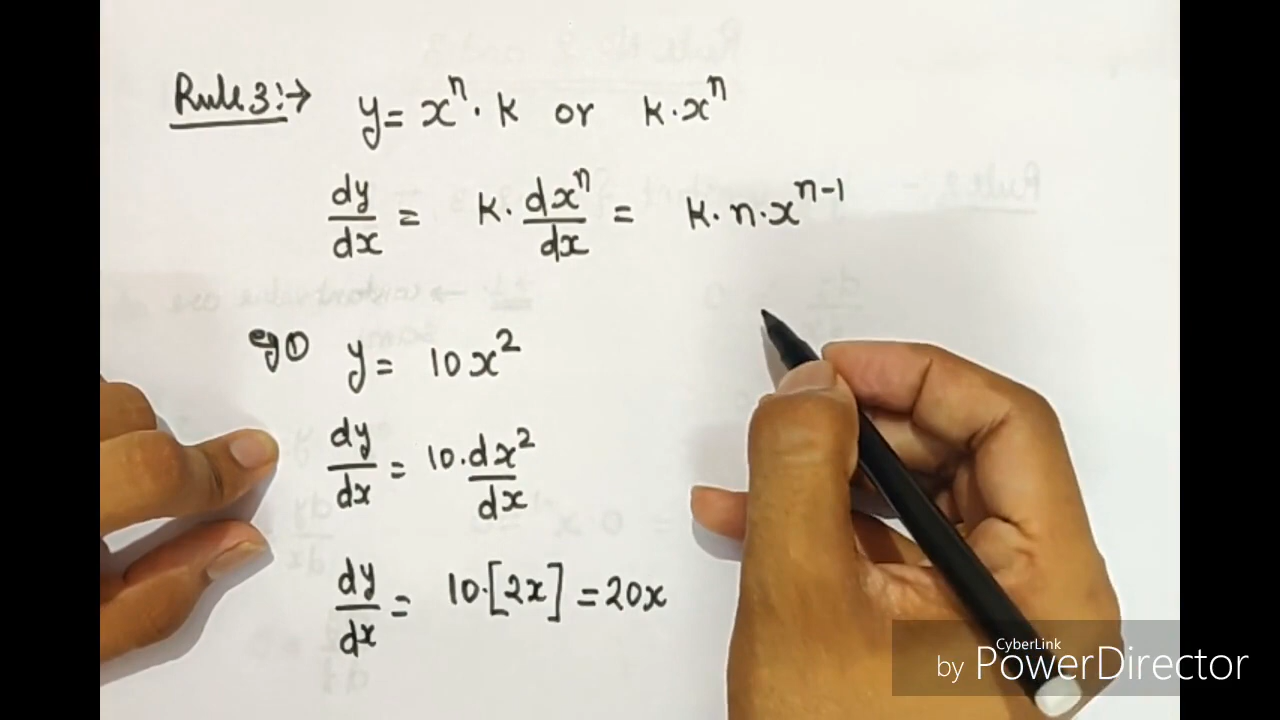 Rule 3:→ y = xⁿ · k or k · xⁿ
dy/dx = k · dxⁿ/dx = k · n · xⁿ⁻¹
eg ① y = 10x²
dy/dx = 10 · dx²/dx
dy/dx = 10 · [2x] = 20x
CyberLink
by PowerDirector